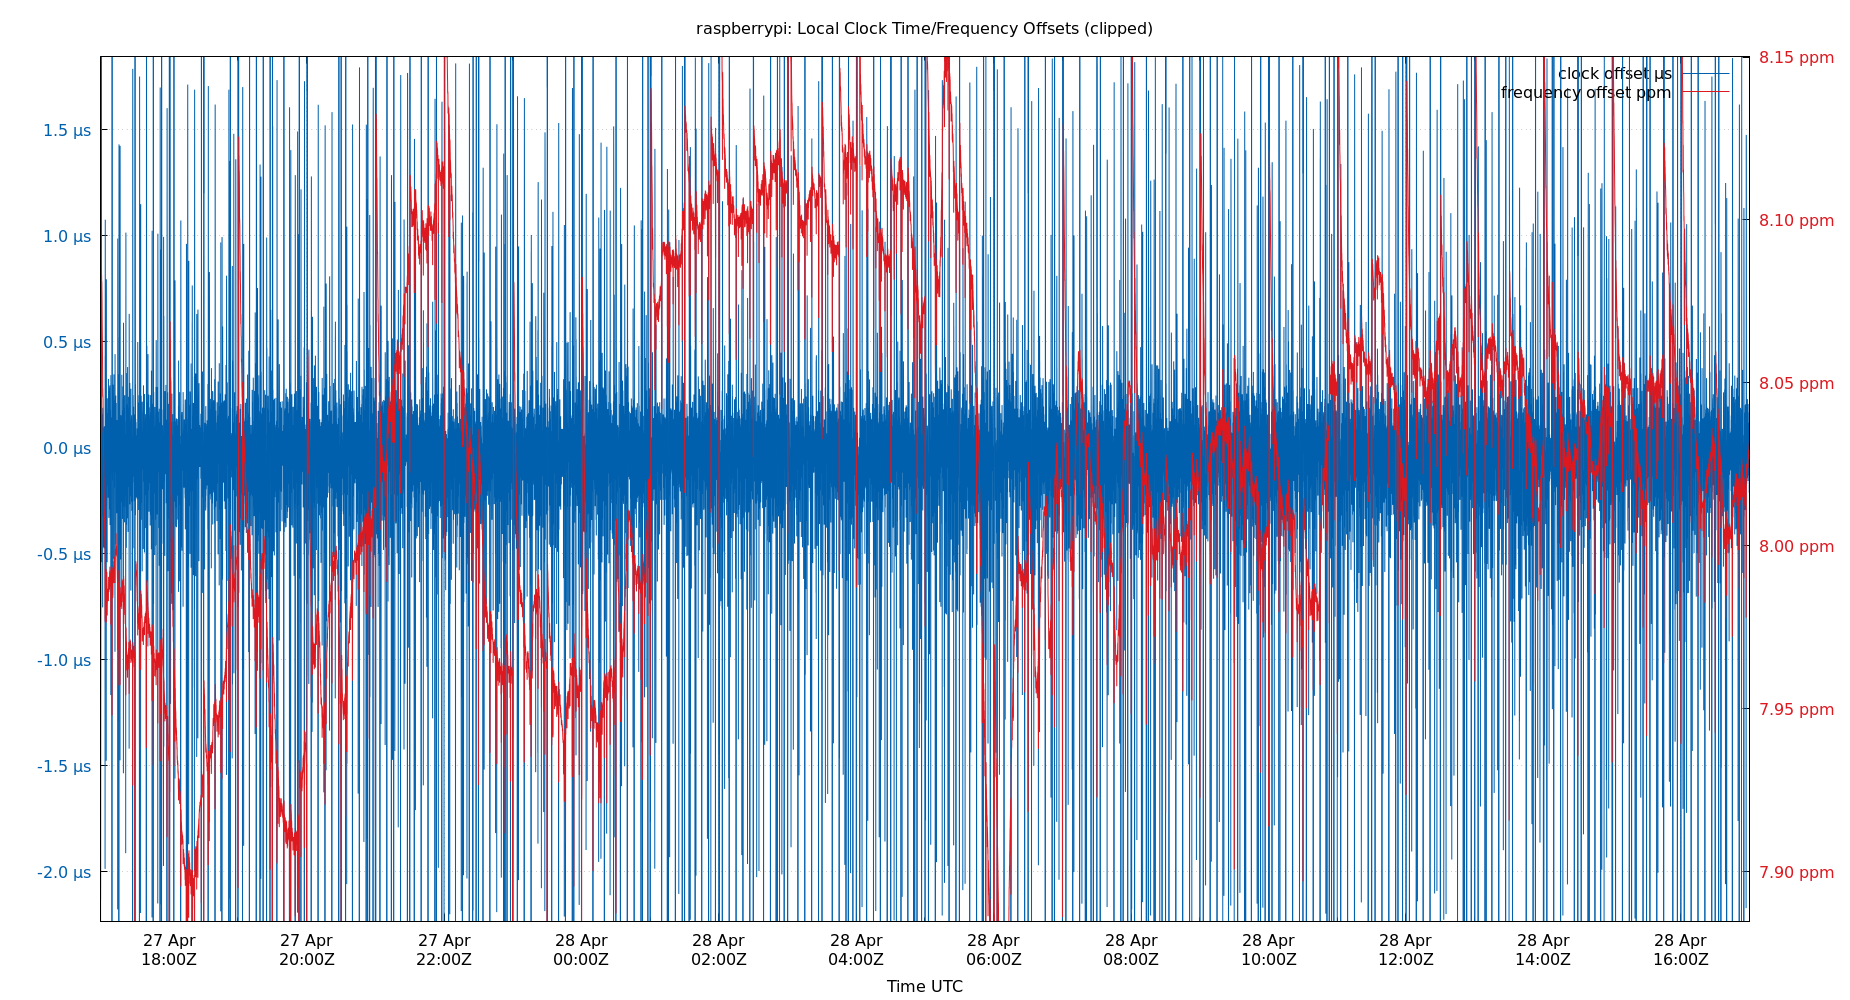 raspberrypi: Local Clock Time/Frequency Offsets (clipped)
clock offset µs
frequency offset ppm
1.5 µs
1.0 µs
0.5 µs
0.0 µs
-0.5 µs
-1.0 µs
-1.5 µs
-2.0 µs
8.15 ppm
8.10 ppm
8.05 ppm
8.00 ppm
7.95 ppm
7.90 ppm
27 Apr 27 Apr 27 Apr 28 Apr 28 Apr 28 Apr 28 Apr 28 Apr 28 Apr 28 Apr 28 Apr 28 Apr
18:00Z 20:00Z 22:00Z 00:00Z 02:00Z 04:00Z 06:00Z 08:00Z 10:00Z 12:00Z 14:00Z 16:00Z
Time UTC